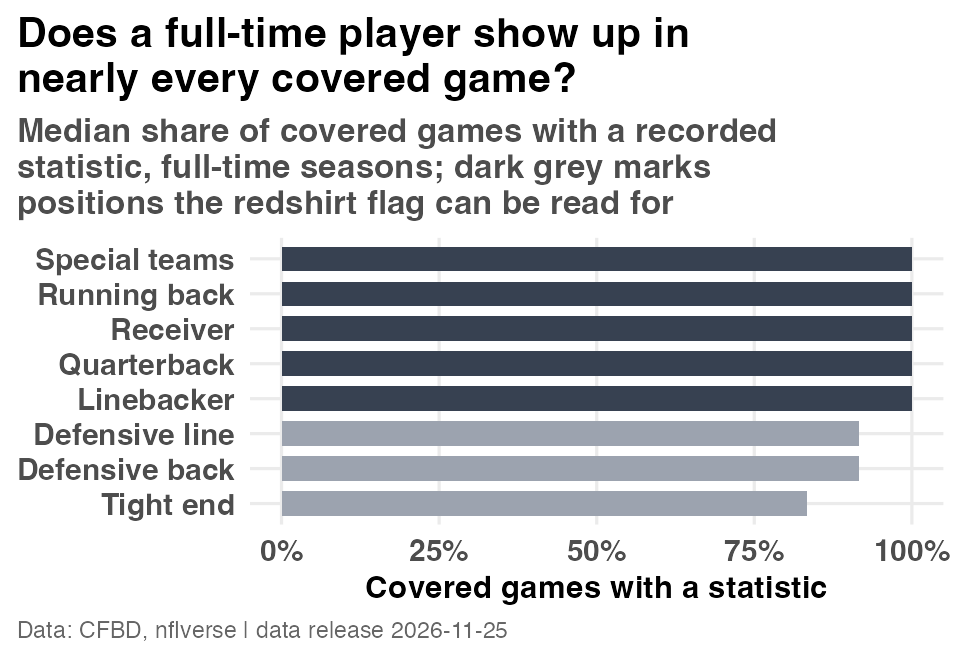 Does a full-time player show up in
nearly every covered game?
Median share of covered games with a recorded
statistic, full-time seasons; dark grey marks
positions the redshirt flag can be read for
Special teams
Running back
Receiver
Quarterback
Linebacker
Defensive line
Defensive back
Tight end
0% 25% 50% 75% 100%
Covered games with a statistic
Data: CFBD, nflverse | data release 2026-11-25